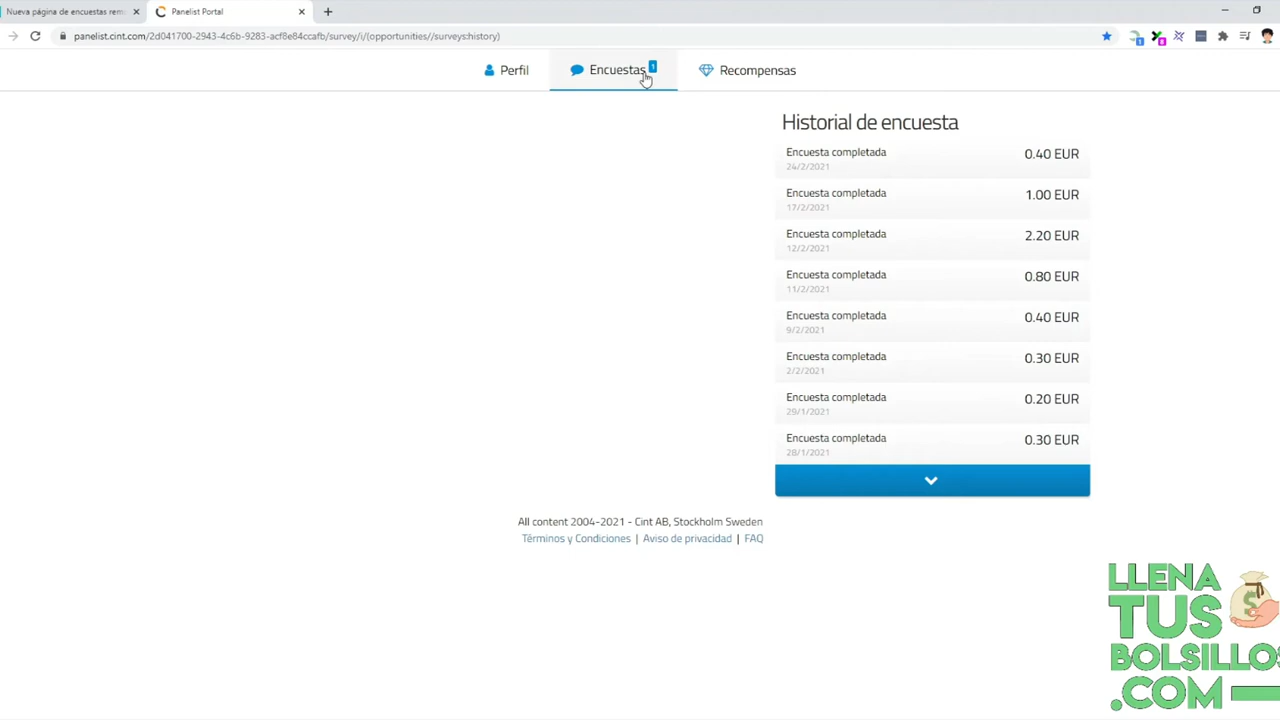 Nueva página de encuestas rem
Panelist Portal
panelist.cint.com/2d041700-2943-4c6b-9283-acf8e84ccafb/survey/i/(opportunities//surveys:history)
Perfil
Encuestas 1
Recompensas
Historial de encuesta
Encuesta completada 0.40 EUR
24/2/2021
Encuesta completada 1.00 EUR
17/2/2021
Encuesta completada 2.20 EUR
12/2/2021
Encuesta completada 0.80 EUR
11/2/2021
Encuesta completada 0.40 EUR
9/2/2021
Encuesta completada 0.30 EUR
2/2/2021
Encuesta completada 0.20 EUR
29/1/2021
Encuesta completada 0.30 EUR
28/1/2021
All content 2004-2021 - Cint AB, Stockholm Sweden
Términos y Condiciones | Aviso de privacidad | FAQ
LLENA
TUS
BOLSILLOS
.COM